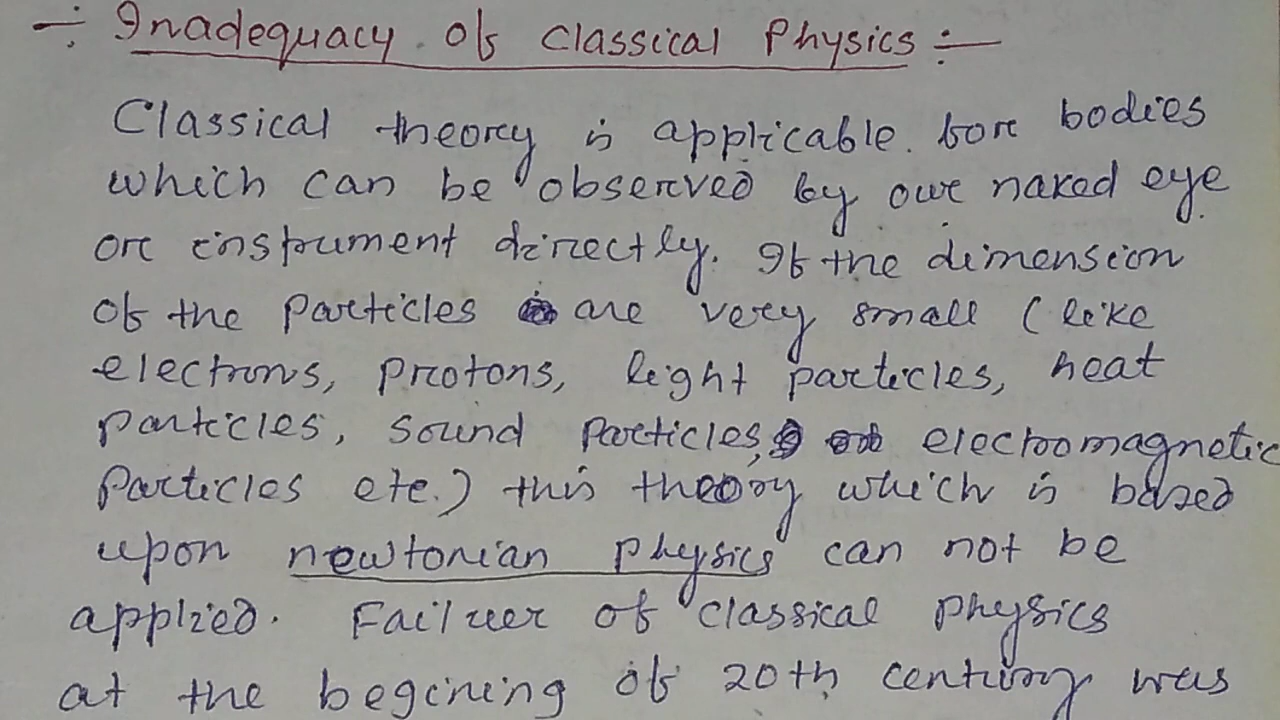 -: Inadequacy of Classical Physics :-
Classical theory is applicable for bodies
which can be observed by our naked eye
or instrument directly. If the dimension
of the particles are very small (like
electrons, protons, light particles, heat
particles, sound particles, electromagnetic
particles etc.) this theory which is based
upon newtonian physics can not be
applied. Failuer of classical physics
at the begining of 20th century was